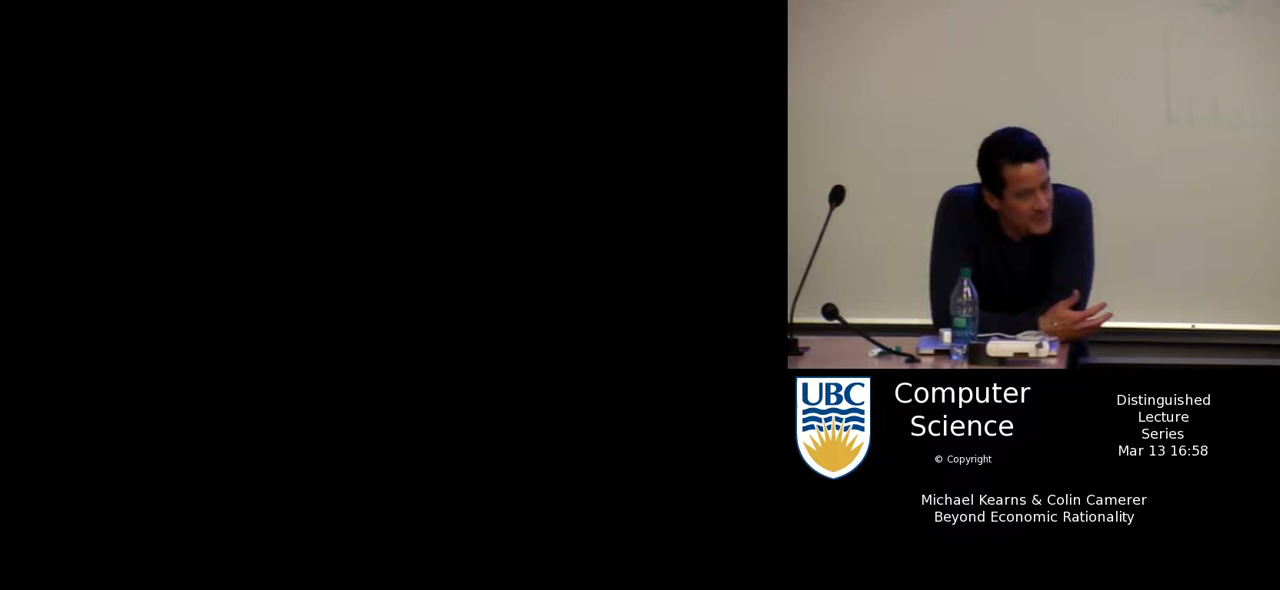 UBC
Computer
Science
© Copyright
Distinguished
Lecture
Series
Mar 13 16:58
Michael Kearns & Colin Camerer
Beyond Economic Rationality